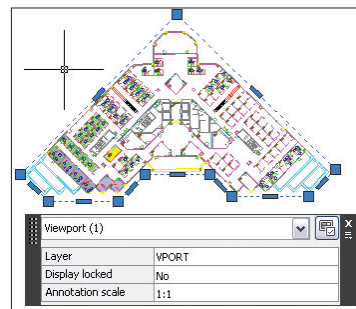 Viewport (1)
Layer VPORT
Display locked No
Annotation scale 1:1